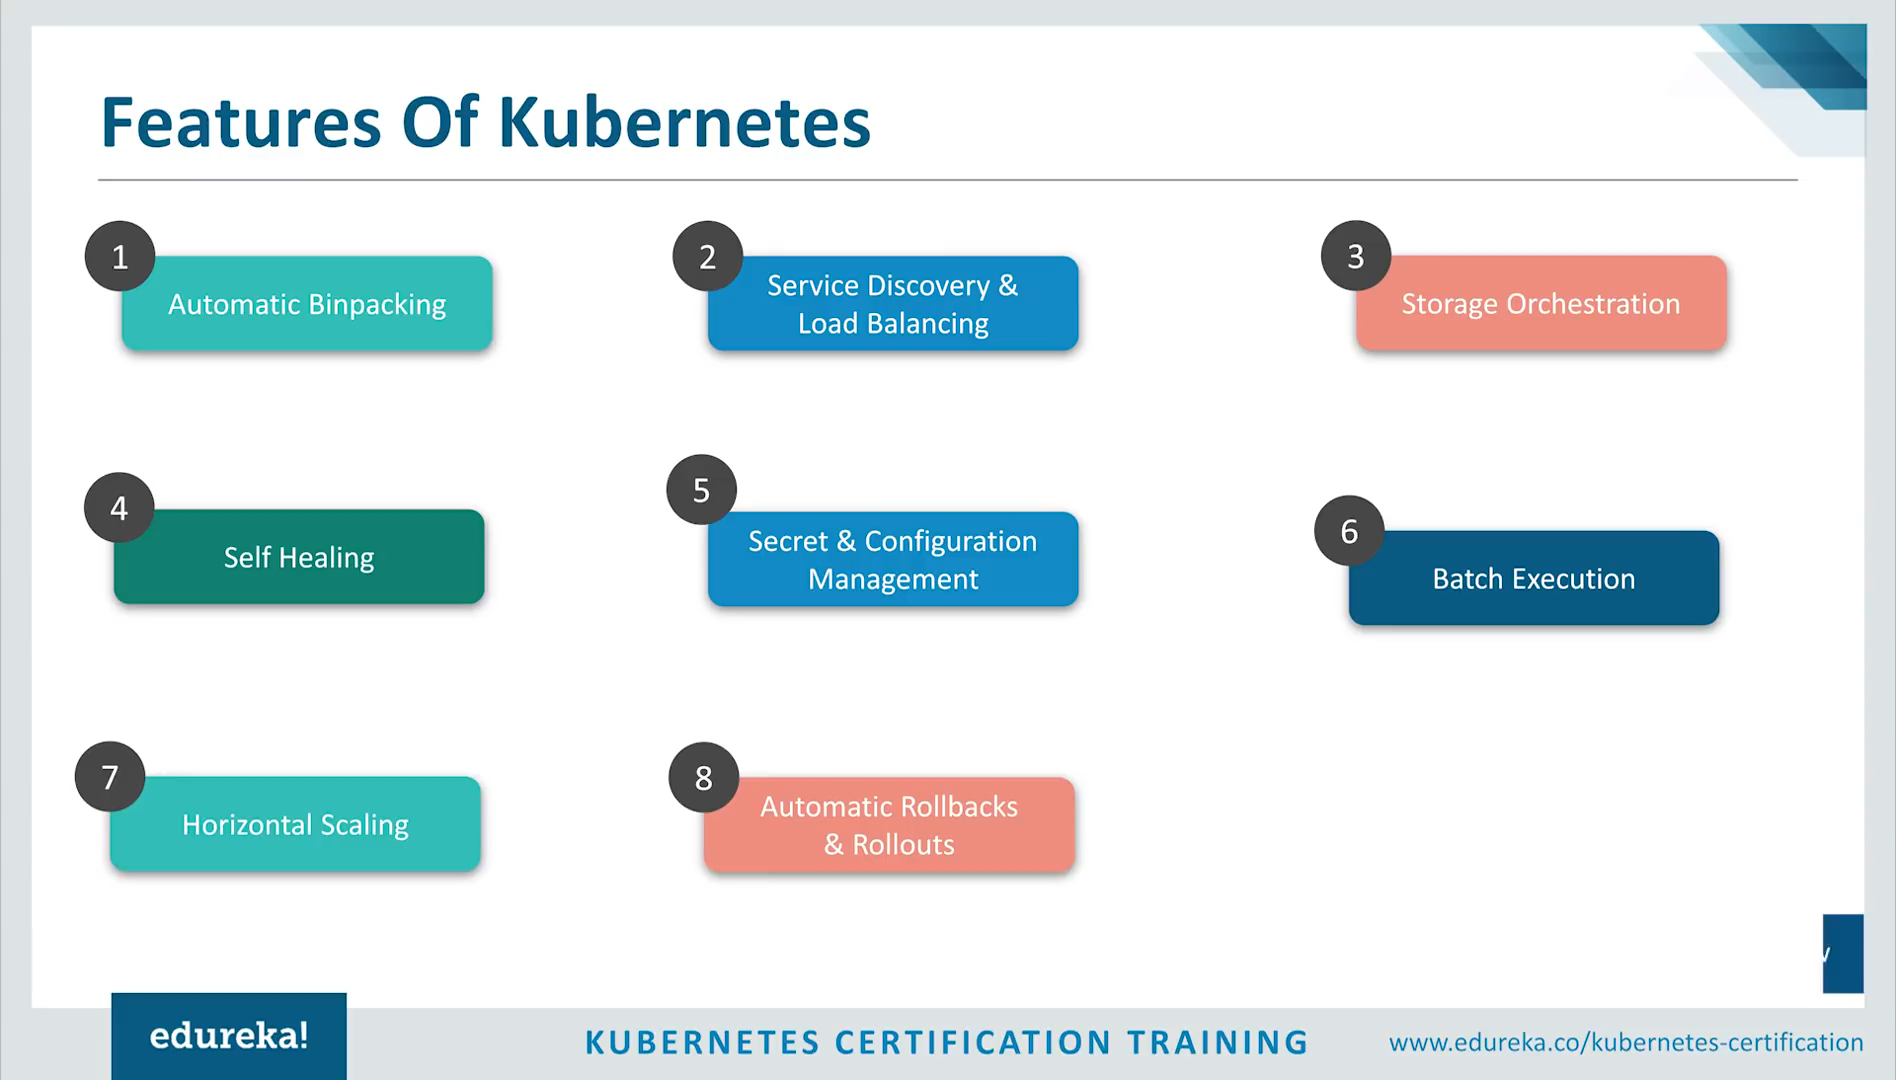 Features Of Kubernetes
1
Automatic Binpacking
2
Service Discovery &
Load Balancing
3
Storage Orchestration
4
Self Healing
5
Secret & Configuration
Management
6
Batch Execution
7
Horizontal Scaling
8
Automatic Rollbacks
& Rollouts
edureka!
KUBERNETES CERTIFICATION TRAINING
www.edureka.co/kubernetes-certification